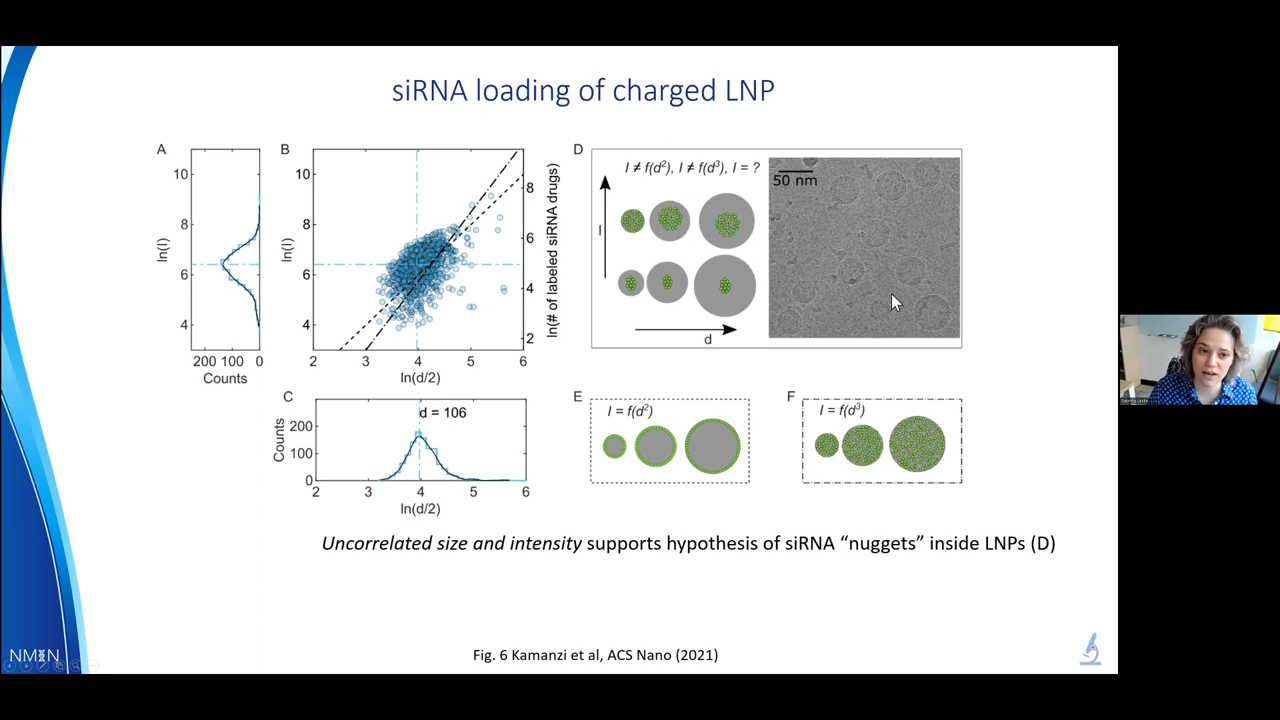 siRNA loading of charged LNP
A
10
8
6
4
ln(I)
200 100 0
Counts
B
10
8
6
4
ln(I)
2 3 4 5 6
ln(d/2)
8
6
4
2
ln(# of labeled siRNA drugs)
C
d = 106
200
100
0
Counts
2 3 4 5 6
ln(d/2)
D
I ≠ f(d²), I ≠ f(d³), I = ?
I
d
50 nm
E
I = f(d²)
F
I = f(d³)
Uncorrelated size and intensity supports hypothesis of siRNA “nuggets” inside LNPs (D)
Fig. 6 Kamanzi et al, ACS Nano (2021)
NMIN